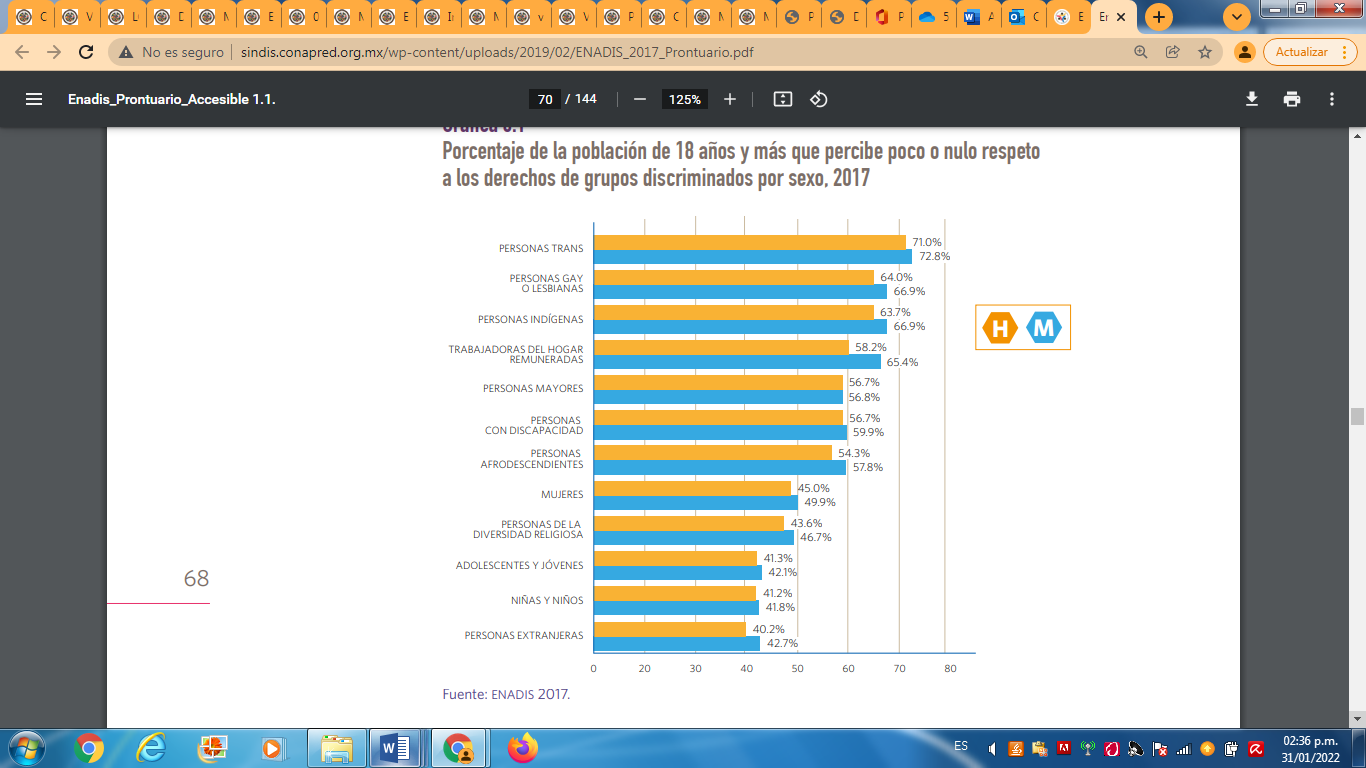 No es seguro | sindis.conapred.org.mx/wp-content/uploads/2019/02/ENADIS_2017_Prontuario.pdf
Actualizar
Enadis_Prontuario_Accesible 1.1.
70 / 144
125%
Porcentaje de la población de 18 años y más que percibe poco o nulo respeto
a los derechos de grupos discriminados por sexo, 2017
PERSONAS TRANS
71.0%
72.8%
PERSONAS GAY
O LESBIANAS
64.0%
66.9%
PERSONAS INDÍGENAS
63.7%
66.9%
TRABAJADORAS DEL HOGAR
REMUNERADAS
58.2%
65.4%
PERSONAS MAYORES
56.7%
56.8%
PERSONAS
CON DISCAPACIDAD
56.7%
59.9%
PERSONAS
AFRODESCENDIENTES
54.3%
57.8%
MUJERES
45.0%
49.9%
PERSONAS DE LA
DIVERSIDAD RELIGIOSA
43.6%
46.7%
ADOLESCENTES Y JÓVENES
41.3%
42.1%
NIÑAS Y NIÑOS
41.2%
41.8%
PERSONAS EXTRANJERAS
40.2%
42.7%
H M
0 20 30 40 50 60 70 80
Fuente: ENADIS 2017.
68
ES
02:36 p.m.
31/01/2022